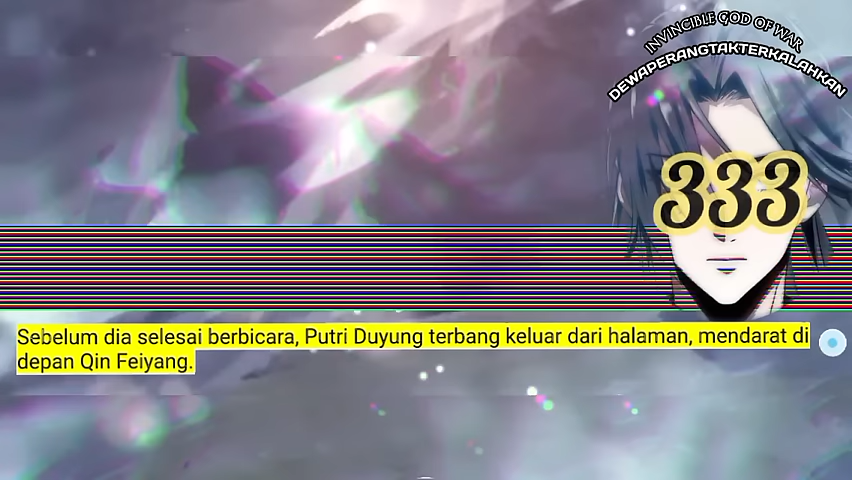 INVINCIBLE GOD OF WAR
DEWAPERANGTAKTERKALAHKAN
333
Sebelum dia selesai berbicara, Putri Duyung terbang keluar dari halaman, mendarat di
depan Qin Feiyang.